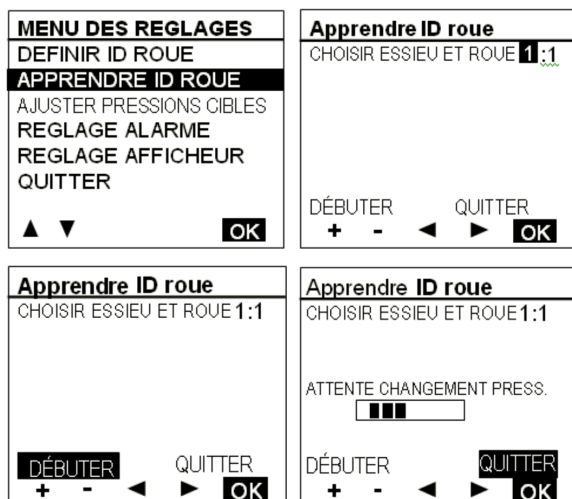 MENU DES REGLAGES
DEFINIR ID ROUE
APPRENDRE ID ROUE
AJUSTER PRESSIONS CIBLES
REGLAGE ALARME
REGLAGE AFFICHEUR
QUITTER
▲ ▼ OK
Apprendre ID roue
CHOISIR ESSIEU ET ROUE 1 :1
DÉBUTER QUITTER
+ - ◄ ► OK
Apprendre ID roue
CHOISIR ESSIEU ET ROUE 1:1
DÉBUTER QUITTER
+ - ◄ ► OK
Apprendre ID roue
CHOISIR ESSIEU ET ROUE 1:1
ATTENTE CHANGEMENT PRESS.
DÉBUTER QUITTER
+ - ◄ ► OK